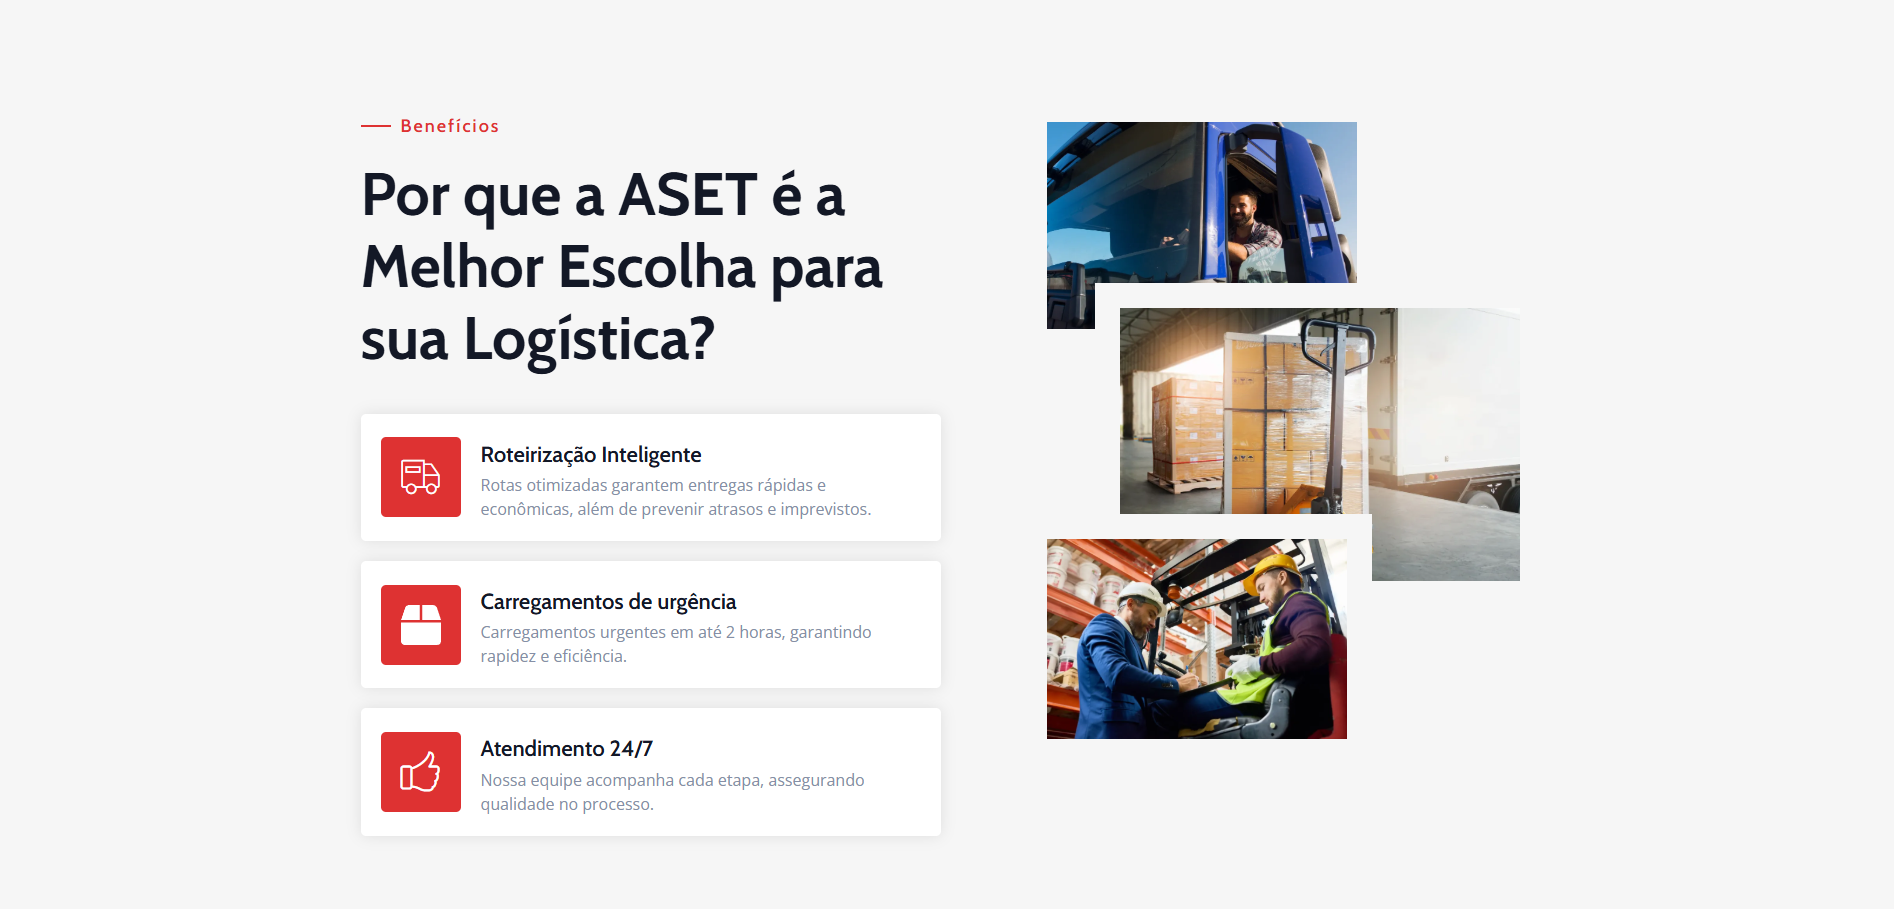 Benefícios
Por que a ASET é a
Melhor Escolha para
sua Logística?
Roteirização Inteligente
Rotas otimizadas garantem entregas rápidas e
econômicas, além de prevenir atrasos e imprevistos.
Carregamentos de urgência
Carregamentos urgentes em até 2 horas, garantindo
rapidez e eficiência.
Atendimento 24/7
Nossa equipe acompanha cada etapa, assegurando
qualidade no processo.